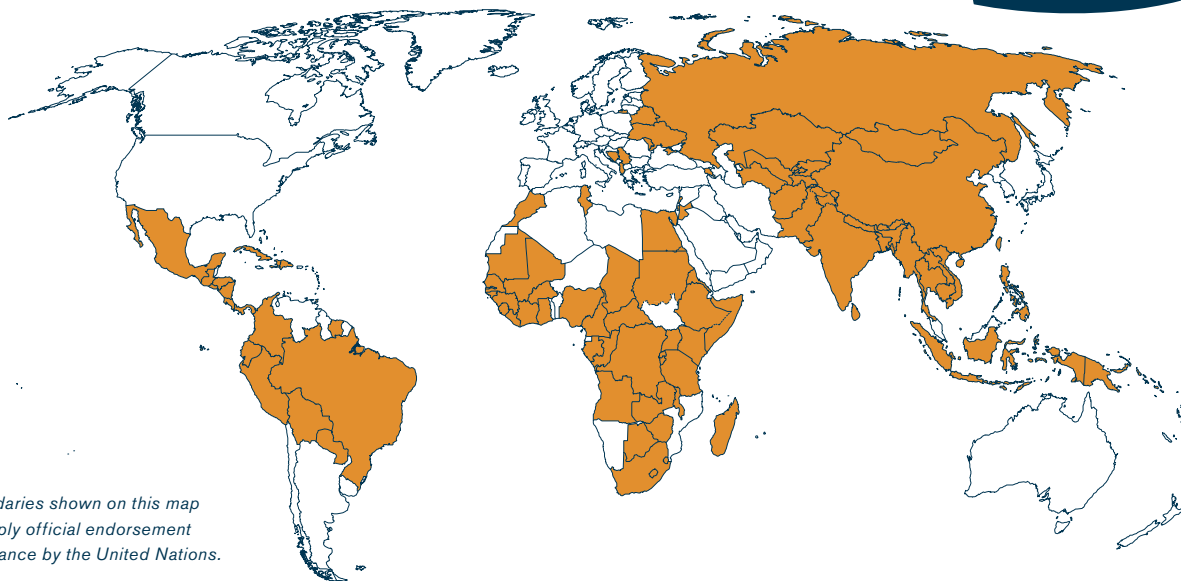 daries shown on this map
ply official endorsement
ance by the United Nations.